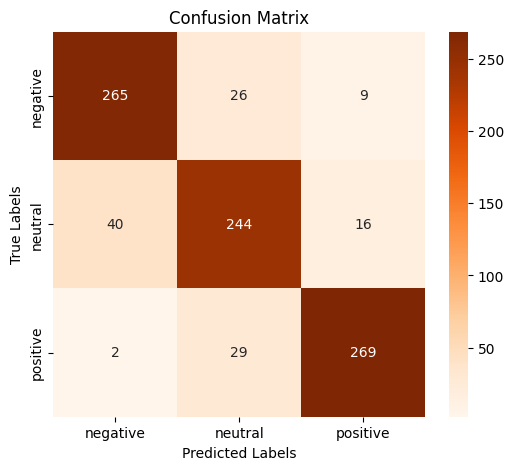 Confusion Matrix
negative
265
26
9
neutral
40
244
16
positive
2
29
269
True Labels
negative
neutral
positive
Predicted Labels
250
200
150
100
50